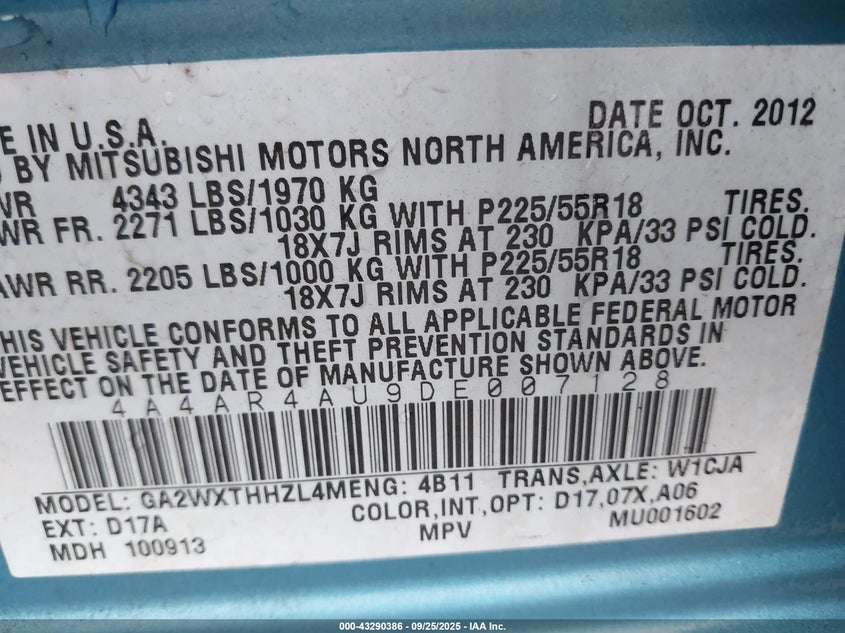 E IN U.S.A. DATE OCT. 2012
BY MITSUBISHI MOTORS NORTH AMERICA, INC.
WR 4343 LBS/1970 KG
WR FR. 2271 LBS/1030 KG WITH P225/55R18 TIRES.
18X7J RIMS AT 230 KPA/33 PSI COLD.
AWR RR. 2205 LBS/1000 KG WITH P225/55R18 TIRES.
18X7J RIMS AT 230 KPA/33 PSI COLD.
HIS VEHICLE CONFORMS TO ALL APPLICABLE FEDERAL MOTOR
VEHICLE SAFETY AND THEFT PREVENTION STANDARDS IN
EFFECT ON THE DATE OF MANUFACTURE SHOWN ABOVE.
4A4AR4AU9DE007128
MODEL: GA2WXTHHZL4MENG: 4B11 TRANS,AXLE: W1CJA
EXT: D17A COLOR,INT,OPT: D17,07X,A06
MDH 100913 MPV MU001602
000-43290386 - 09/25/2025 - IAA Inc.